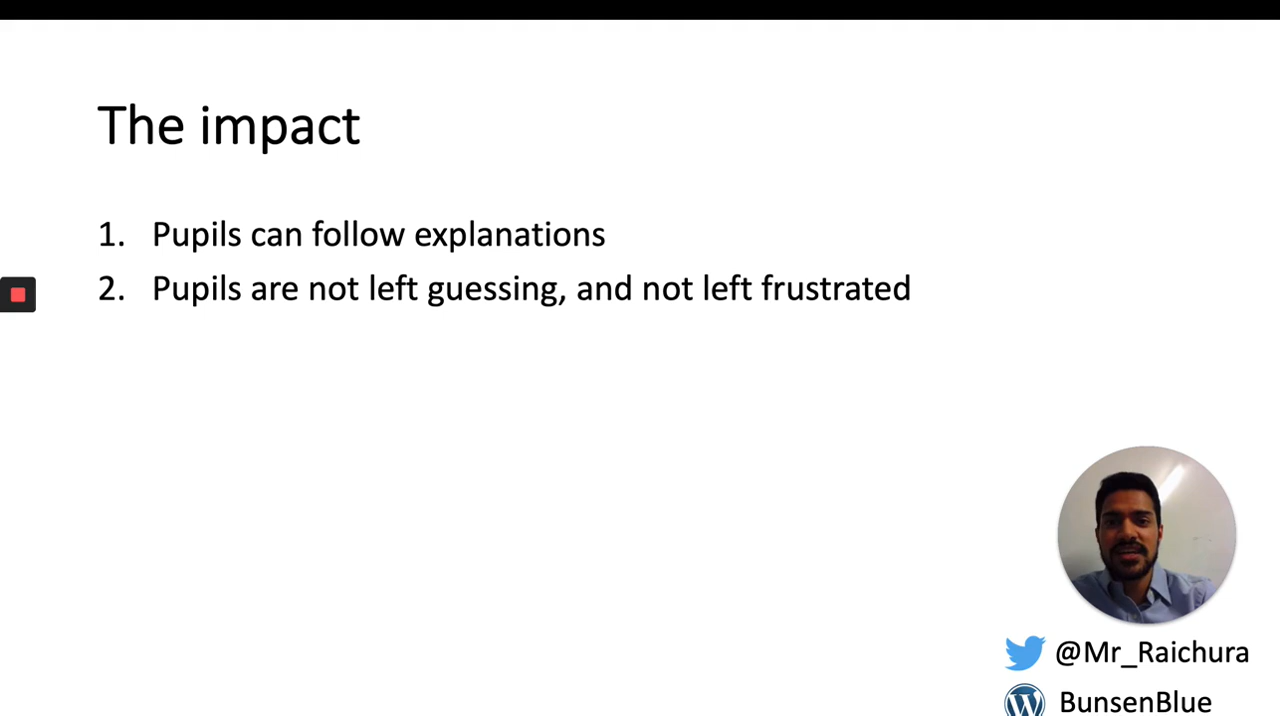 The impact
1. Pupils can follow explanations
2. Pupils are not left guessing, and not left frustrated
@Mr_Raichura
BunsenBlue